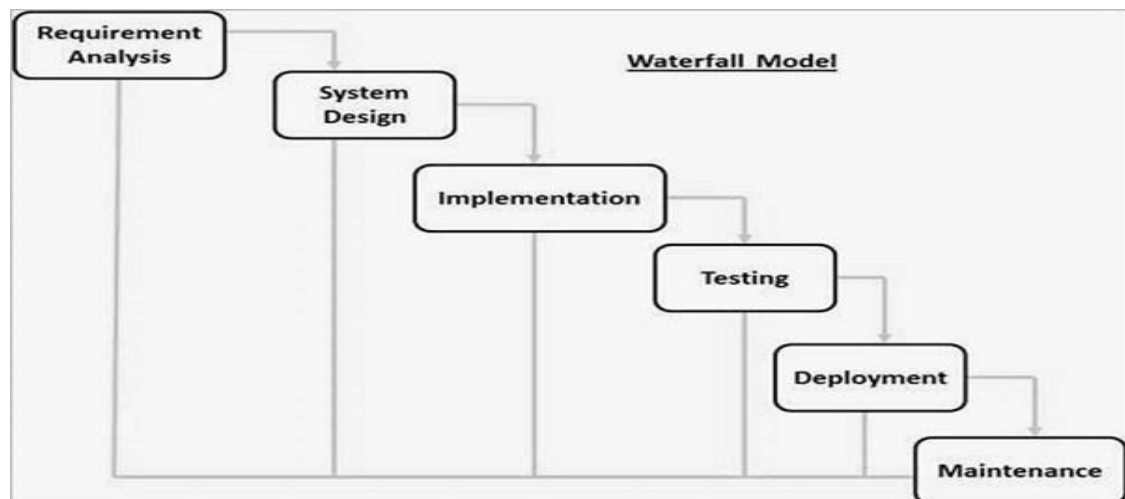 Requirement
Analysis
Waterfall Model
System
Design
Implementation
Testing
Deployment
Maintenance